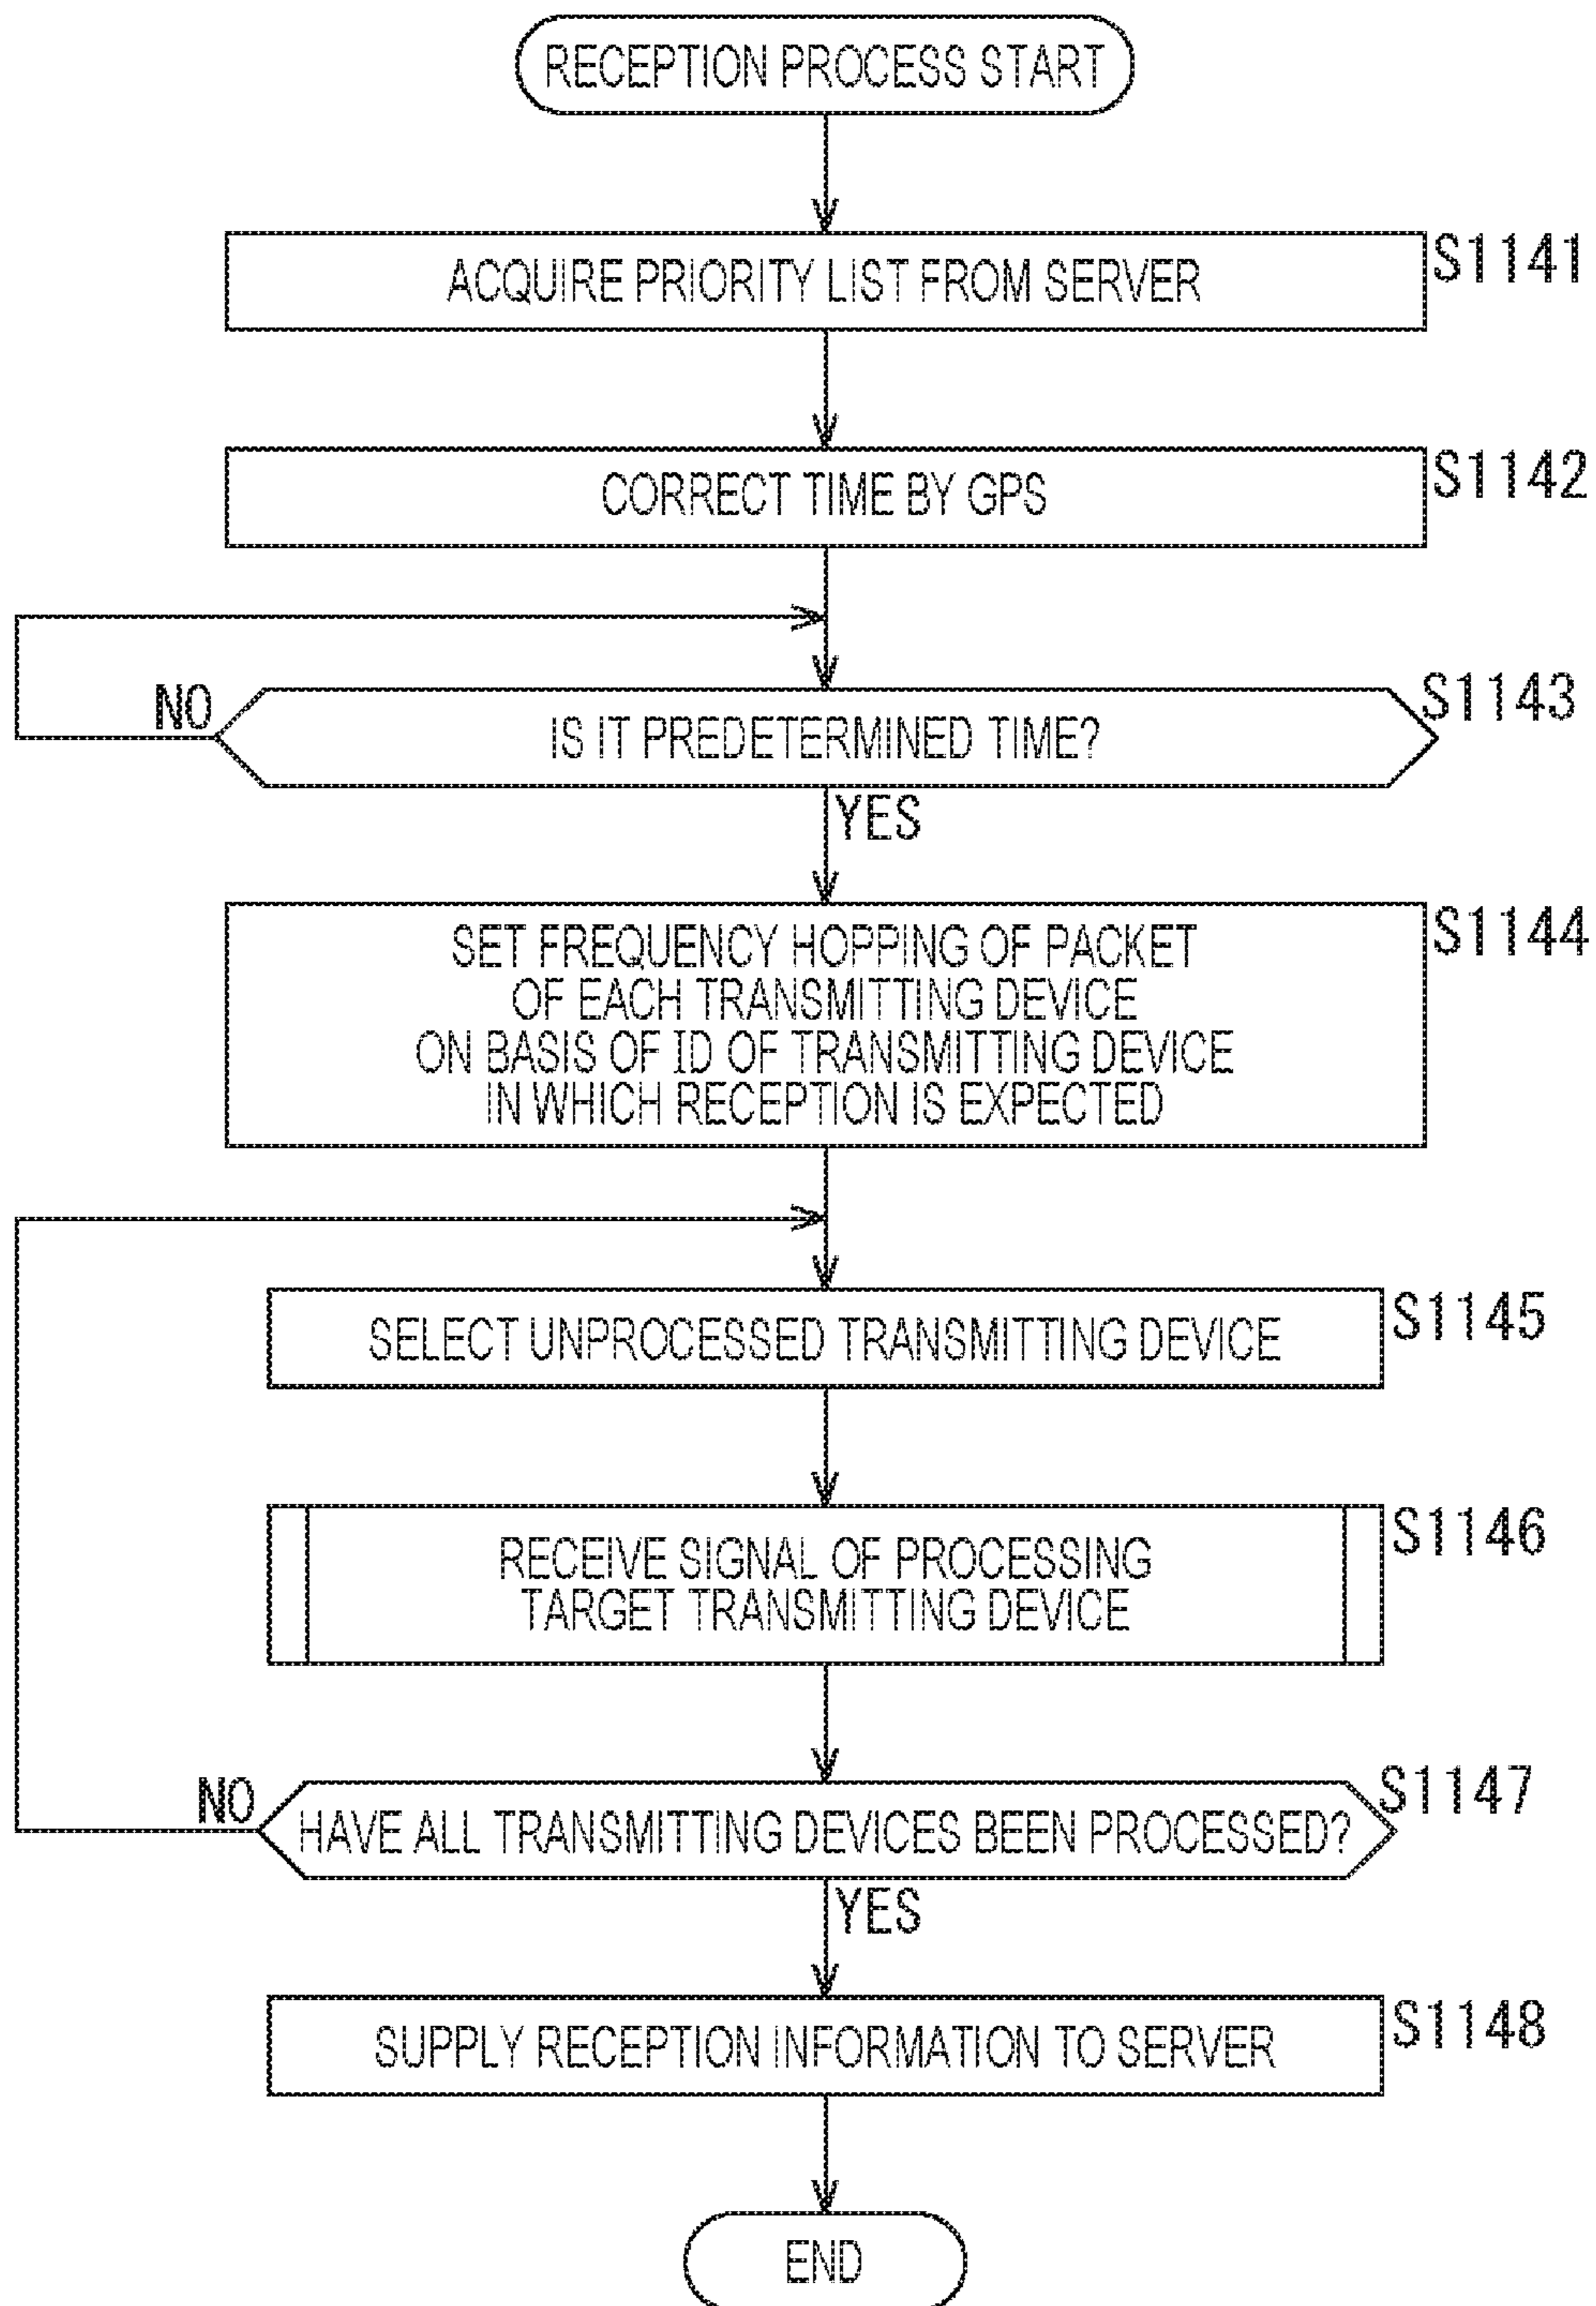 RECEPTION PROCESS START
ACQUIRE PRIORITY LIST FROM SERVER
S1141
CORRECT TIME BY GPS
S1142
NO
IS IT PREDETERMINED TIME?
S1143
YES
SET FREQUENCY HOPPING OF PACKET
OF EACH TRANSMITTING DEVICE
ON BASIS OF ID OF TRANSMITTING DEVICE
IN WHICH RECEPTION IS EXPECTED
S1144
SELECT UNPROCESSED TRANSMITTING DEVICE
S1145
RECEIVE SIGNAL OF PROCESSING
TARGET TRANSMITTING DEVICE
S1146
NO
HAVE ALL TRANSMITTING DEVICES BEEN PROCESSED?
S1147
YES
SUPPLY RECEPTION INFORMATION TO SERVER
S1148
END